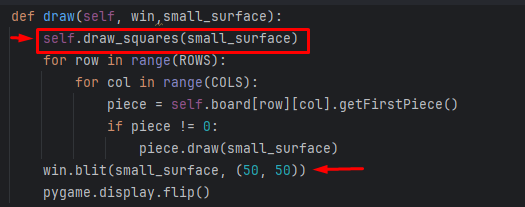 def draw(self, win,small_surface):
    self.draw_squares(small_surface)
    for row in range(ROWS):
        for col in range(COLS):
            piece = self.board[row][col].getFirstPiece()
            if piece != 0:
                piece.draw(small_surface)
    win.blit(small_surface, (50, 50))
    pygame.display.flip()